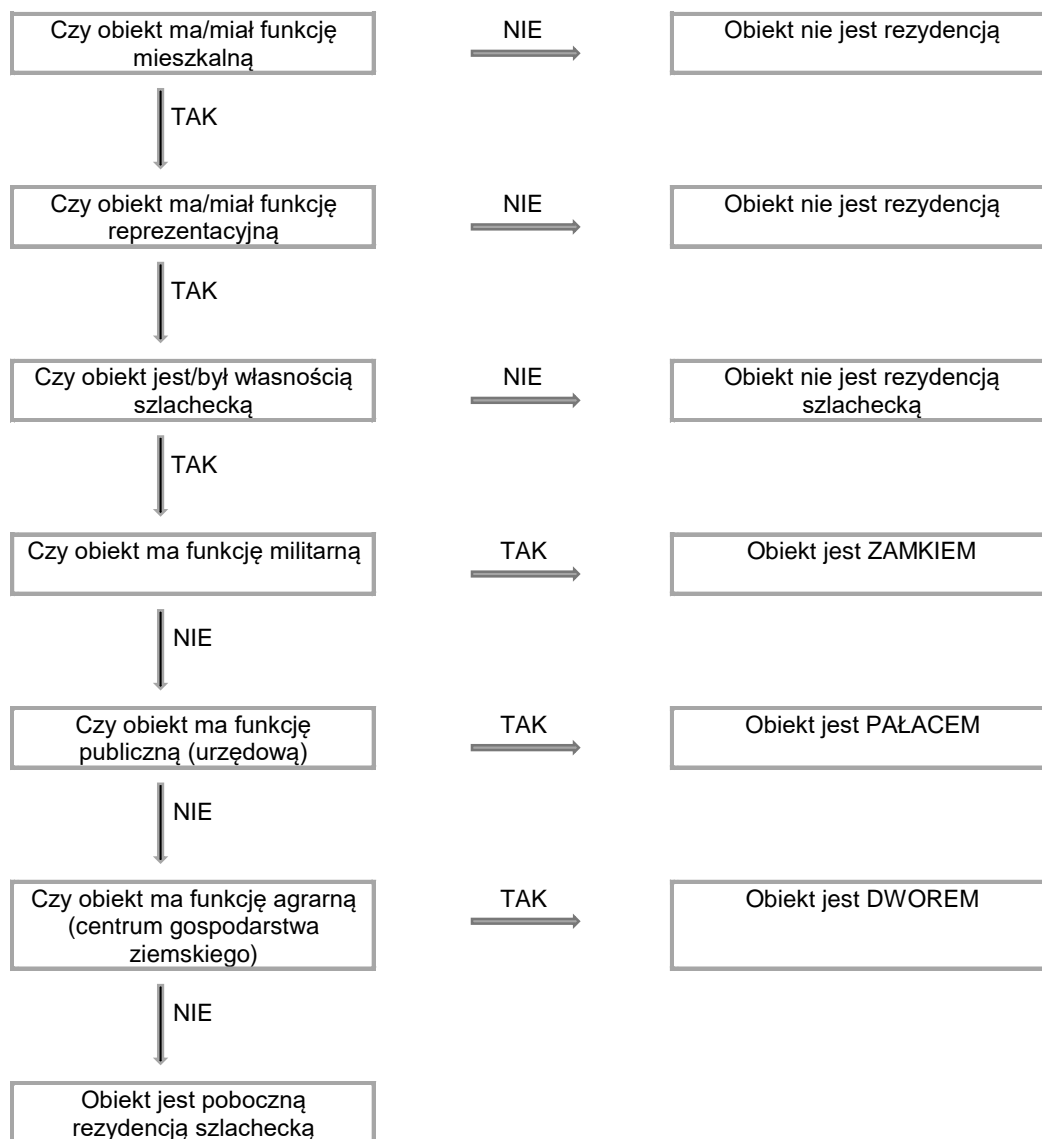 Czy obiekt ma/miał funkcję
mieszkalną
NIE
Obiekt nie jest rezydencją
TAK
Czy obiekt ma/miał funkcję
reprezentacyjną
NIE
Obiekt nie jest rezydencją
TAK
Czy obiekt jest/był własnością
szlachecką
NIE
Obiekt nie jest rezydencją
szlachecką
TAK
Czy obiekt ma funkcję militarną
TAK
Obiekt jest ZAMKIEM
NIE
Czy obiekt ma funkcję
publiczną (urzędową)
TAK
Obiekt jest PAŁACEM
NIE
Czy obiekt ma funkcję agrarną
(centrum gospodarstwa
ziemskiego)
TAK
Obiekt jest DWOREM
NIE
Obiekt jest poboczną
rezydencją szlachecką